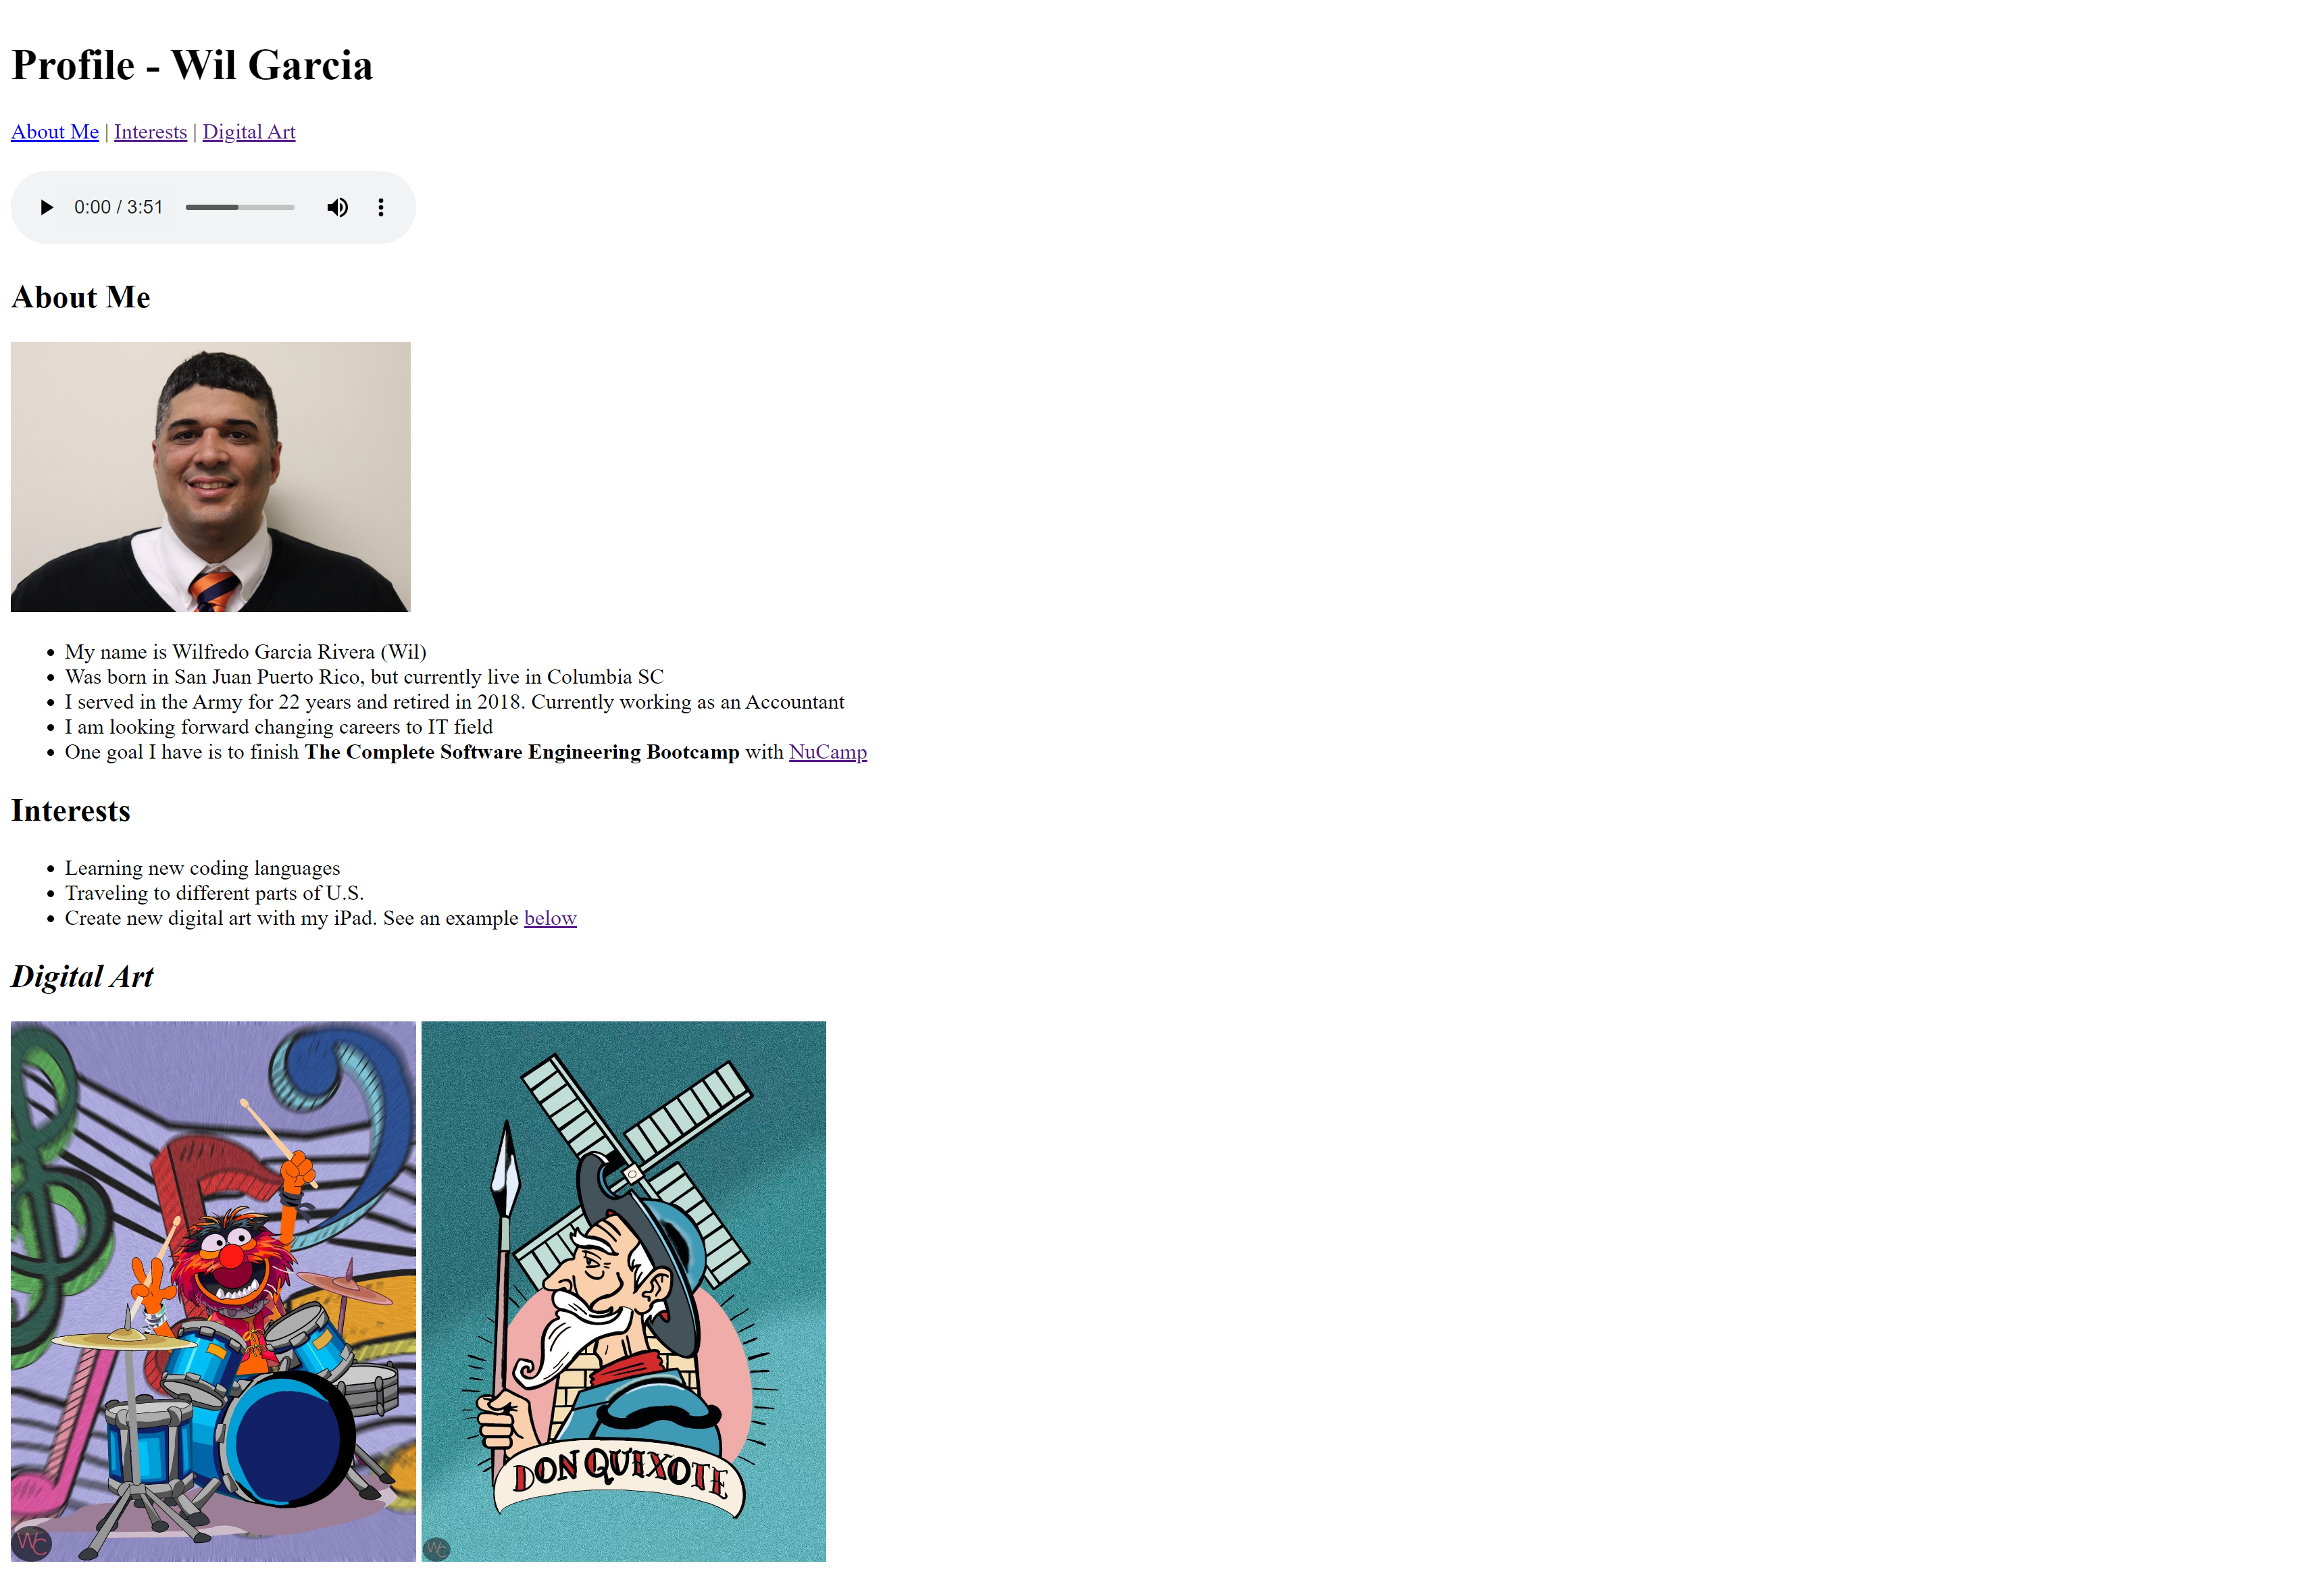 Profile - Wil Garcia
About Me | Interests | Digital Art
0:00 / 3:51
About Me
My name is Wilfredo Garcia Rivera (Wil)
Was born in San Juan Puerto Rico, but currently live in Columbia SC
I served in the Army for 22 years and retired in 2018. Currently working as an Accountant
I am looking forward changing careers to IT field
One goal I have is to finish The Complete Software Engineering Bootcamp with NuCamp
Interests
Learning new coding languages
Traveling to different parts of U.S.
Create new digital art with my iPad. See an example below
Digital Art
DON QUIXOTE